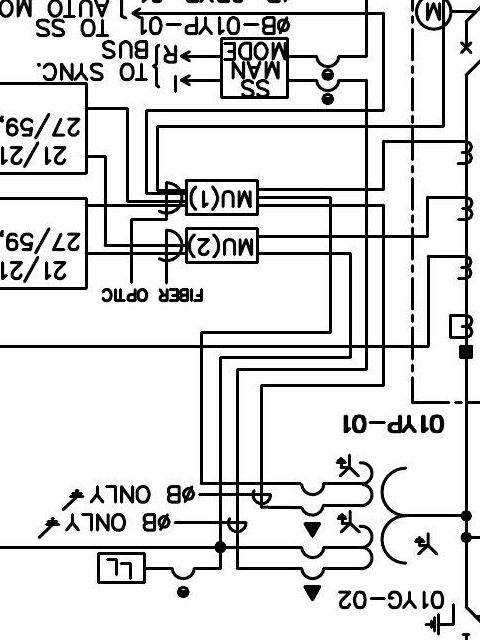 01YG-02
LL
ØB ONLY
ØB ONLY
01YP-01
FIBER OPTIC
MU(2)
21/21
27/59,
MU(1)
21/21
27/59,
SS
MAN
MODE
I
R
TO SYNC.
BUS
ØB-01YP-01
TO SS
AUTO MO
M